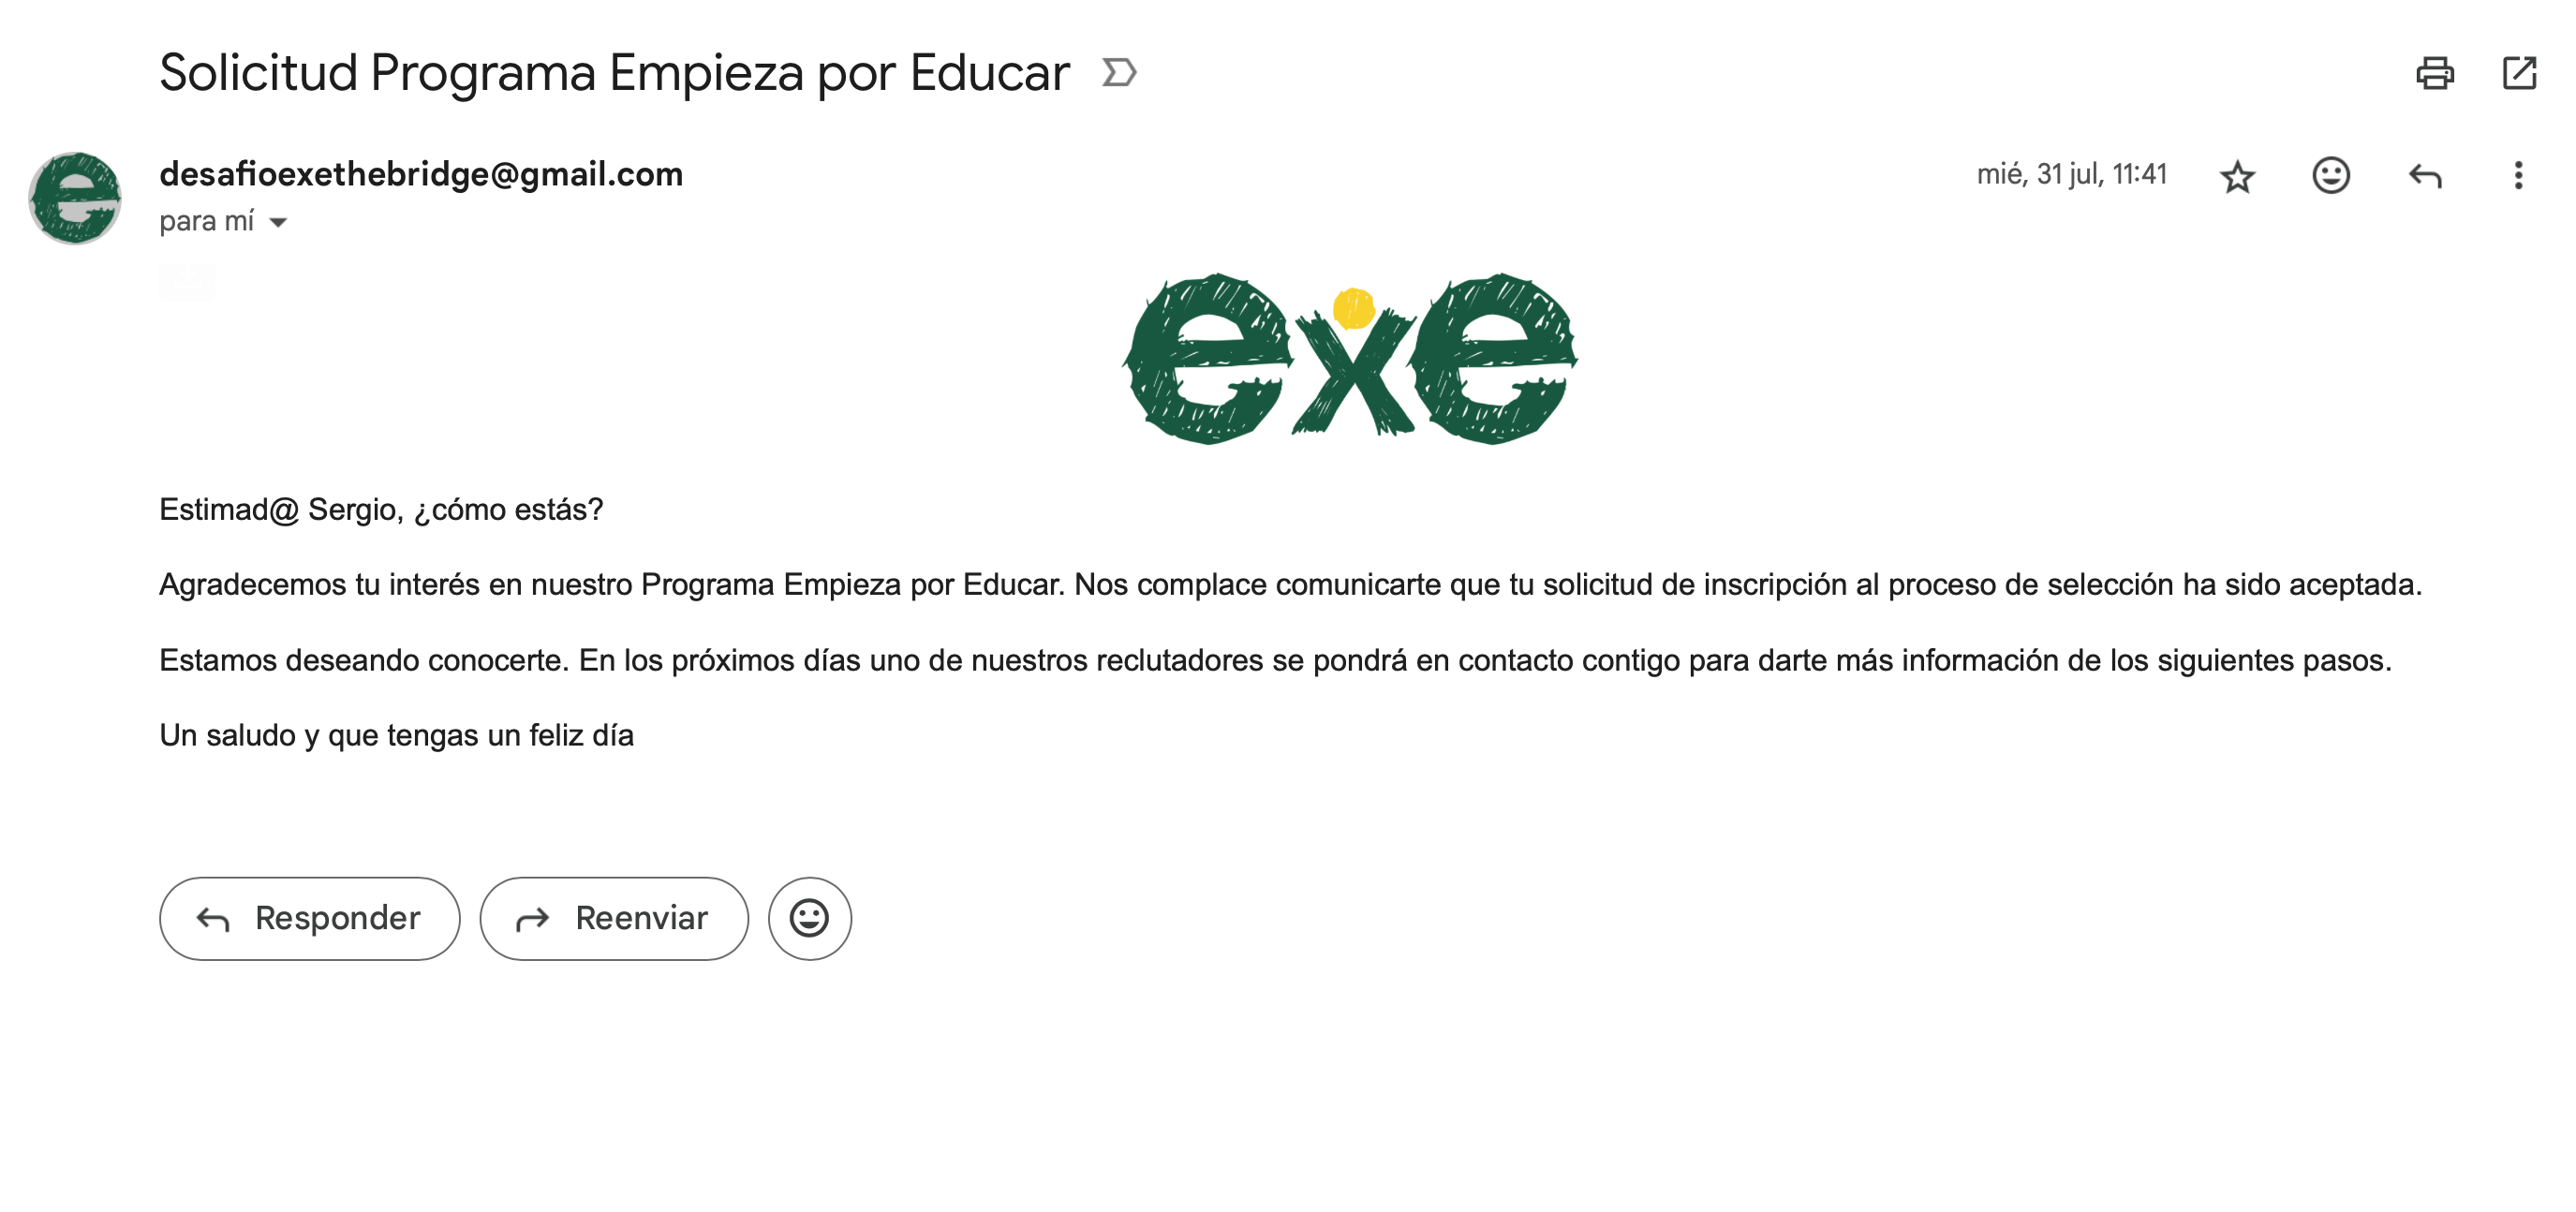 Solicitud Programa Empieza por Educar
desafioexethebridge@gmail.com
mié, 31 jul, 11:41
para mí
exe
Estimad@ Sergio, ¿cómo estás?
Agradecemos tu interés en nuestro Programa Empieza por Educar. Nos complace comunicarte que tu solicitud de inscripción al proceso de selección ha sido aceptada.
Estamos deseando conocerte. En los próximos días uno de nuestros reclutadores se pondrá en contacto contigo para darte más información de los siguientes pasos.
Un saludo y que tengas un feliz día
Responder
Reenviar